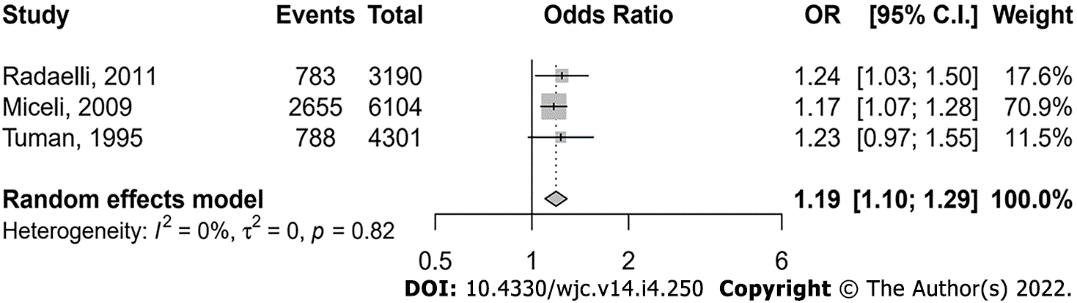 Study Events Total Odds Ratio OR [95% C.I.] Weight
Radaelli, 2011 783 3190 1.24 [1.03; 1.50] 17.6%
Miceli, 2009 2655 6104 1.17 [1.07; 1.28] 70.9%
Tuman, 1995 788 4301 1.23 [0.97; 1.55] 11.5%
Random effects model 1.19 [1.10; 1.29] 100.0%
Heterogeneity: I² = 0%, τ² = 0, p = 0.82
0.5 1 2 6
DOI: 10.4330/wjc.v14.i4.250 Copyright © The Author(s) 2022.